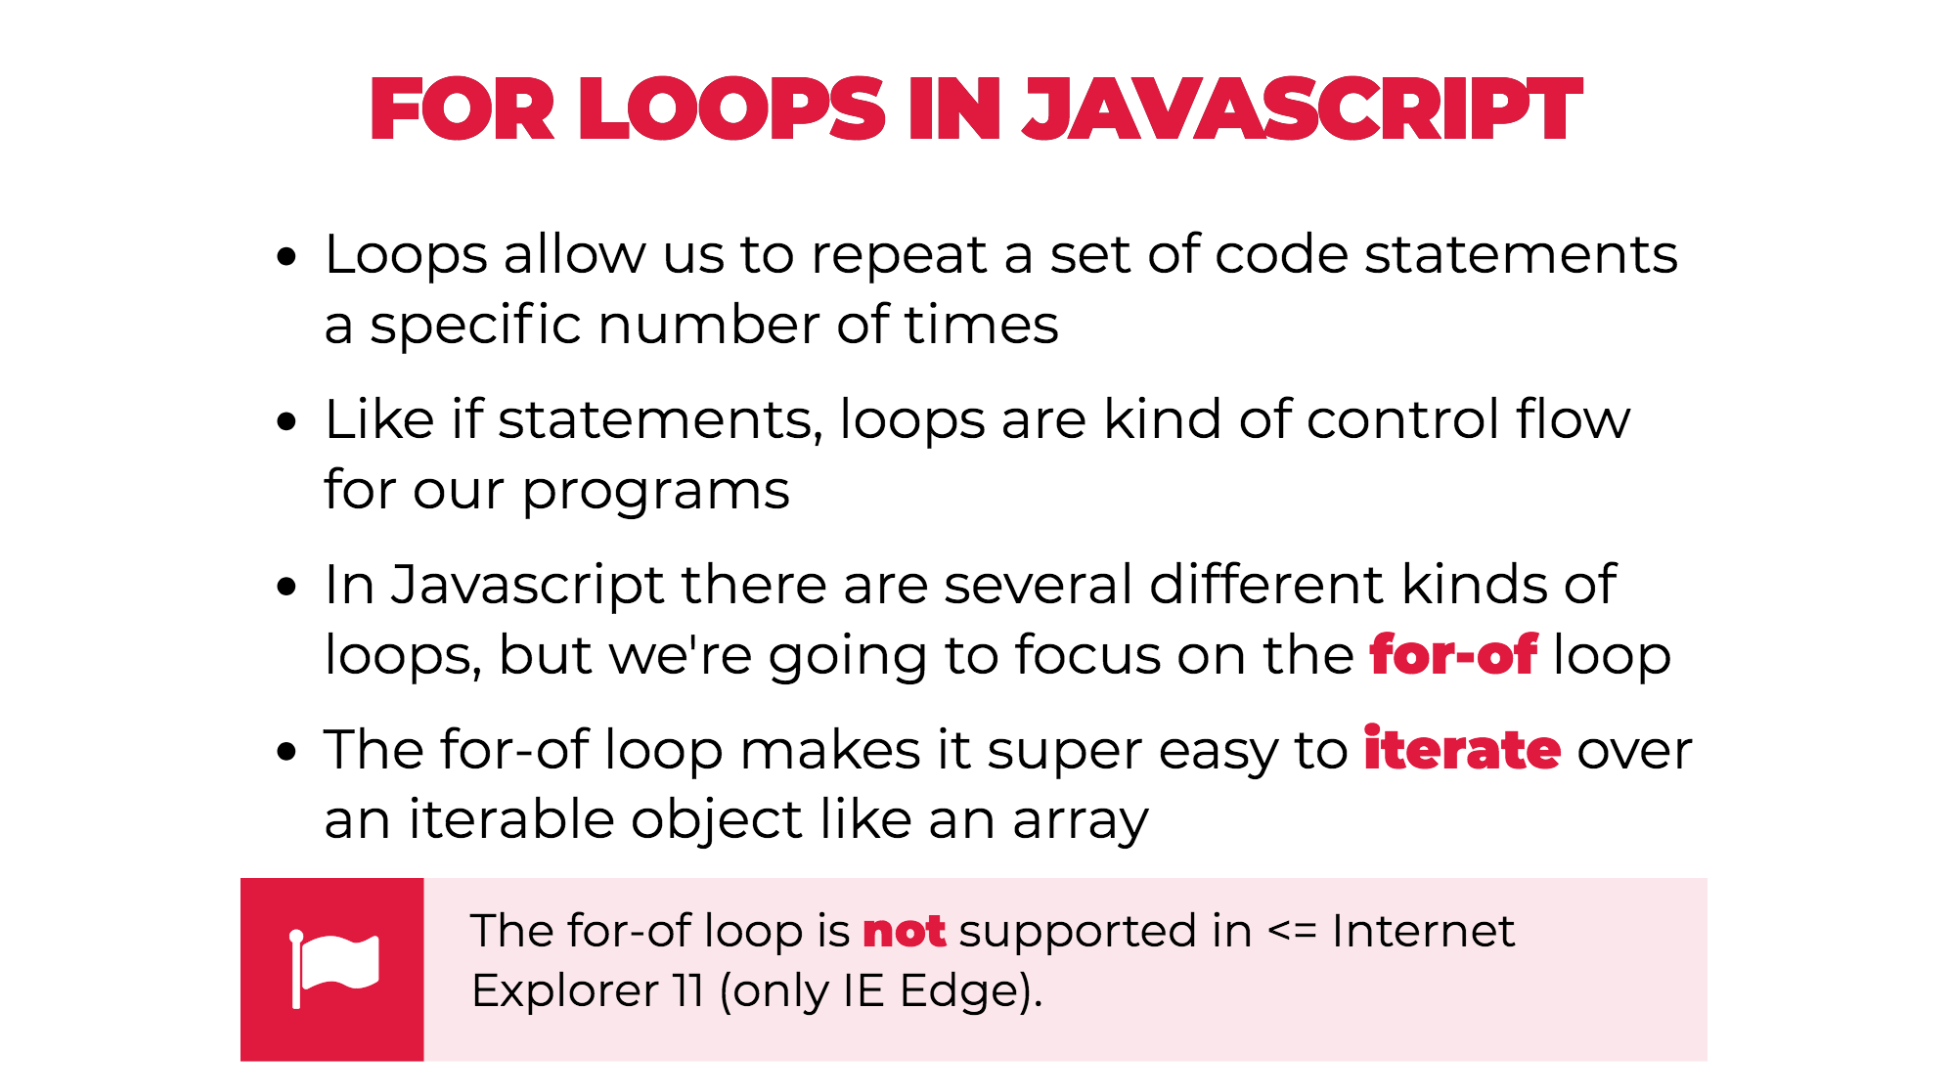 FOR LOOPS IN JAVASCRIPT
• Loops allow us to repeat a set of code statements
a specific number of times
• Like if statements, loops are kind of control flow
for our programs
• In Javascript there are several different kinds of
loops, but we're going to focus on the for-of loop
• The for-of loop makes it super easy to iterate over
an iterable object like an array
The for-of loop is not supported in <= Internet
Explorer 11 (only IE Edge).